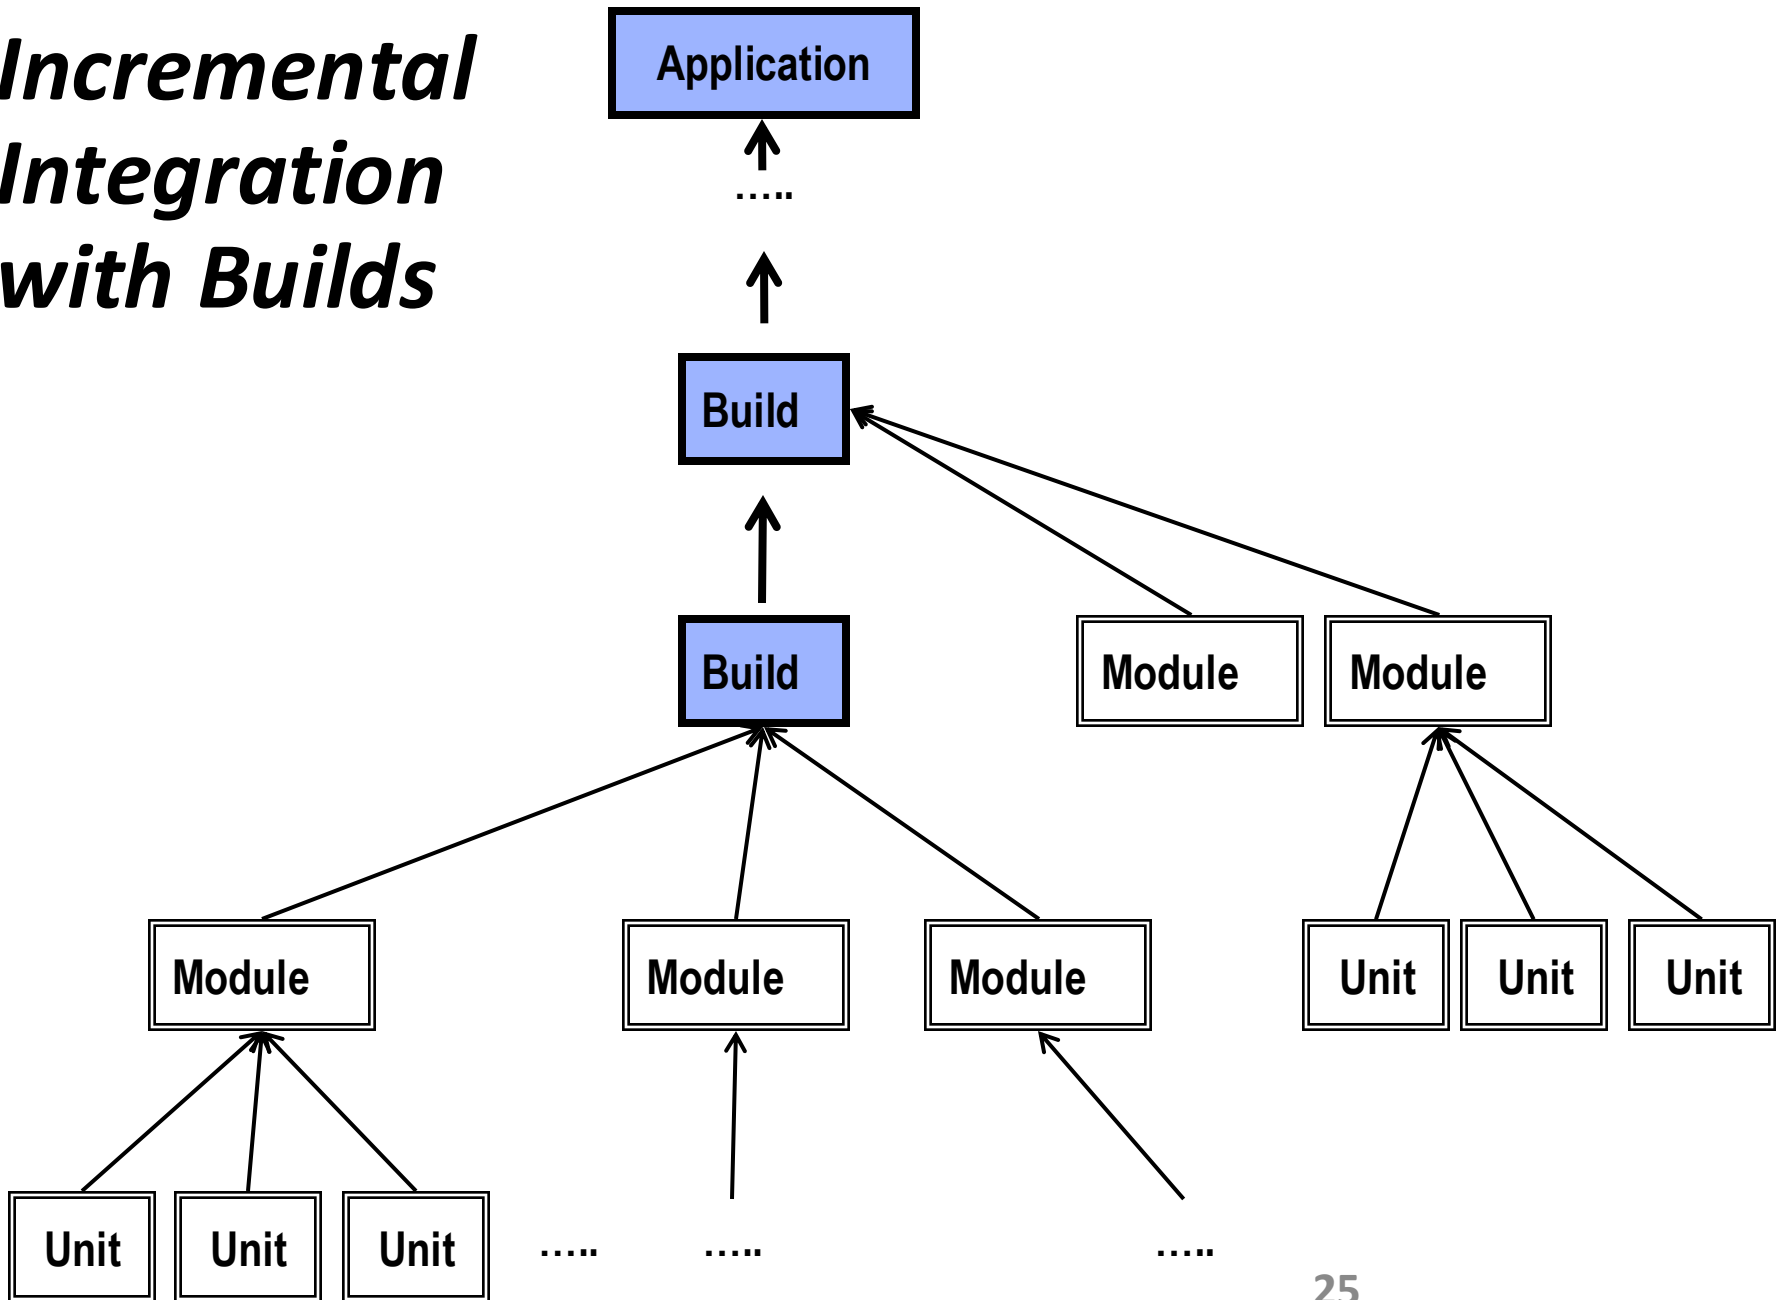 Incremental
Integration
with Builds
Application
.....
Build
Build
Module
Module
Module
Module
Module
Unit
Unit
Unit
Unit
Unit
Unit
.....
.....
.....
25